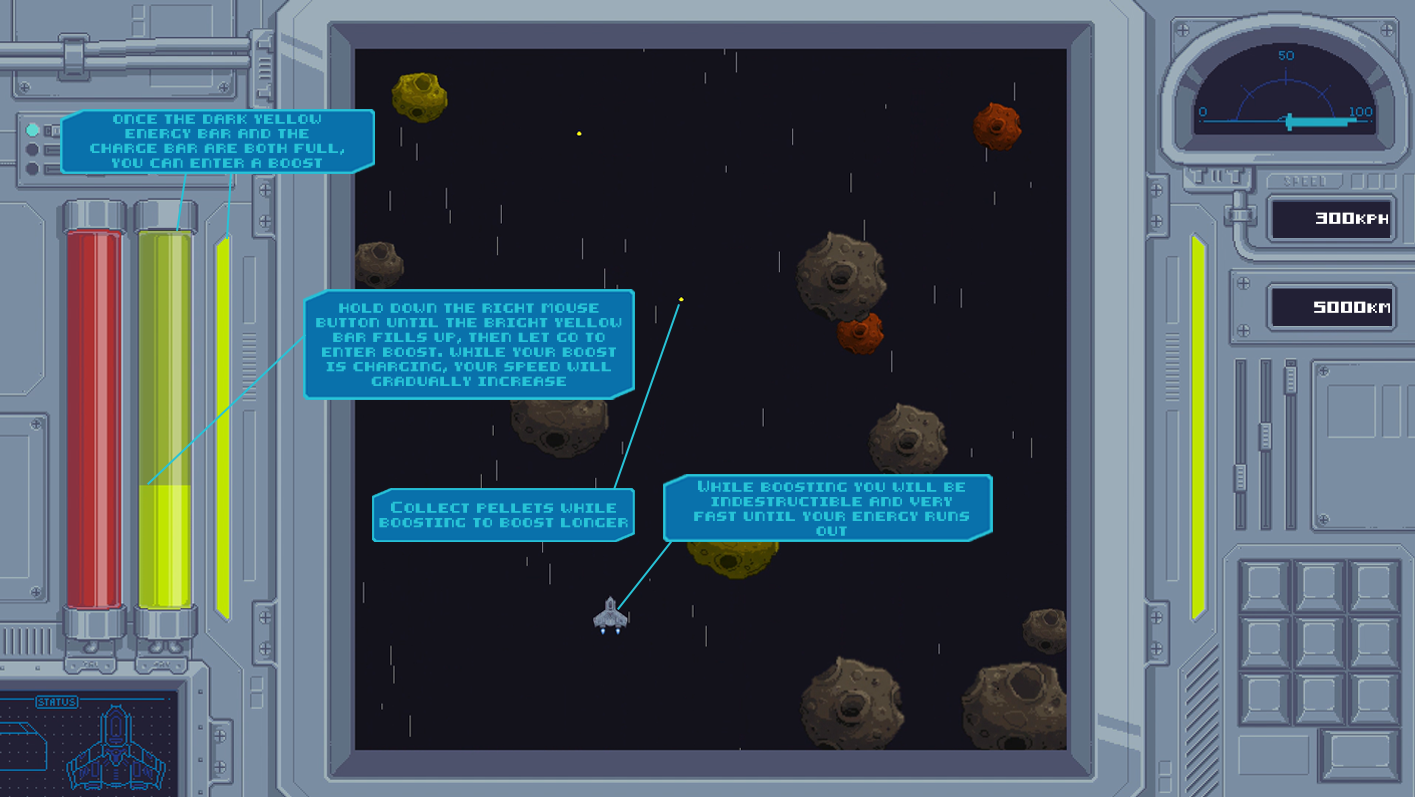 50
0
100
ONCE THE DARK YELLOW
ENERGY BAR AND THE
CHARGE BAR ARE BOTH FULL,
YOU CAN ENTER A BOOST
SPEED
300KPH
5000KM
HOLD DOWN THE RIGHT MOUSE
BUTTON UNTIL THE BRIGHT YELLOW
BAR FILLS UP, THEN LET GO TO
ENTER BOOST. WHILE YOUR BOOST
IS CHARGING, YOUR SPEED WILL
GRADUALLY INCREASE
COLLECT PELLETS WHILE
BOOSTING TO BOOST LONGER
WHILE BOOSTING YOU WILL BE
INDESTRUCTIBLE AND VERY
FAST UNTIL YOUR ENERGY RUNS
OUT
STATUS